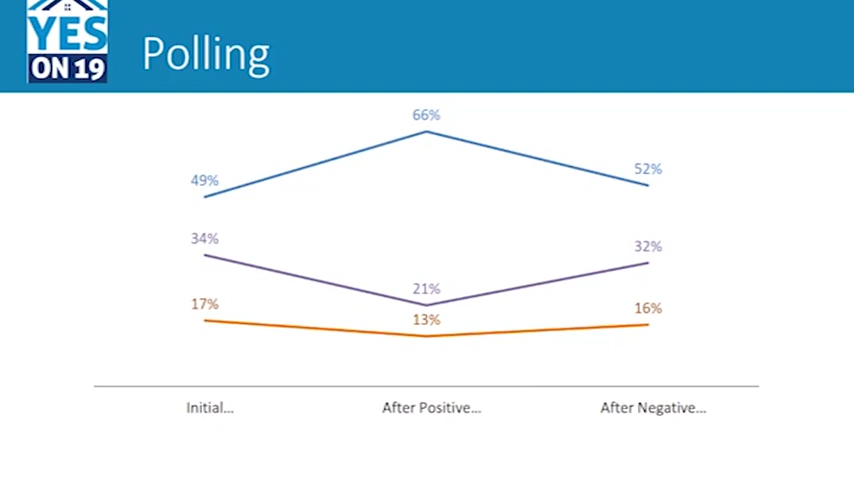 YES
ON 19
Polling
66%
49%
52%
34%
32%
21%
17%
13%
16%
Initial...
After Positive...
After Negative...